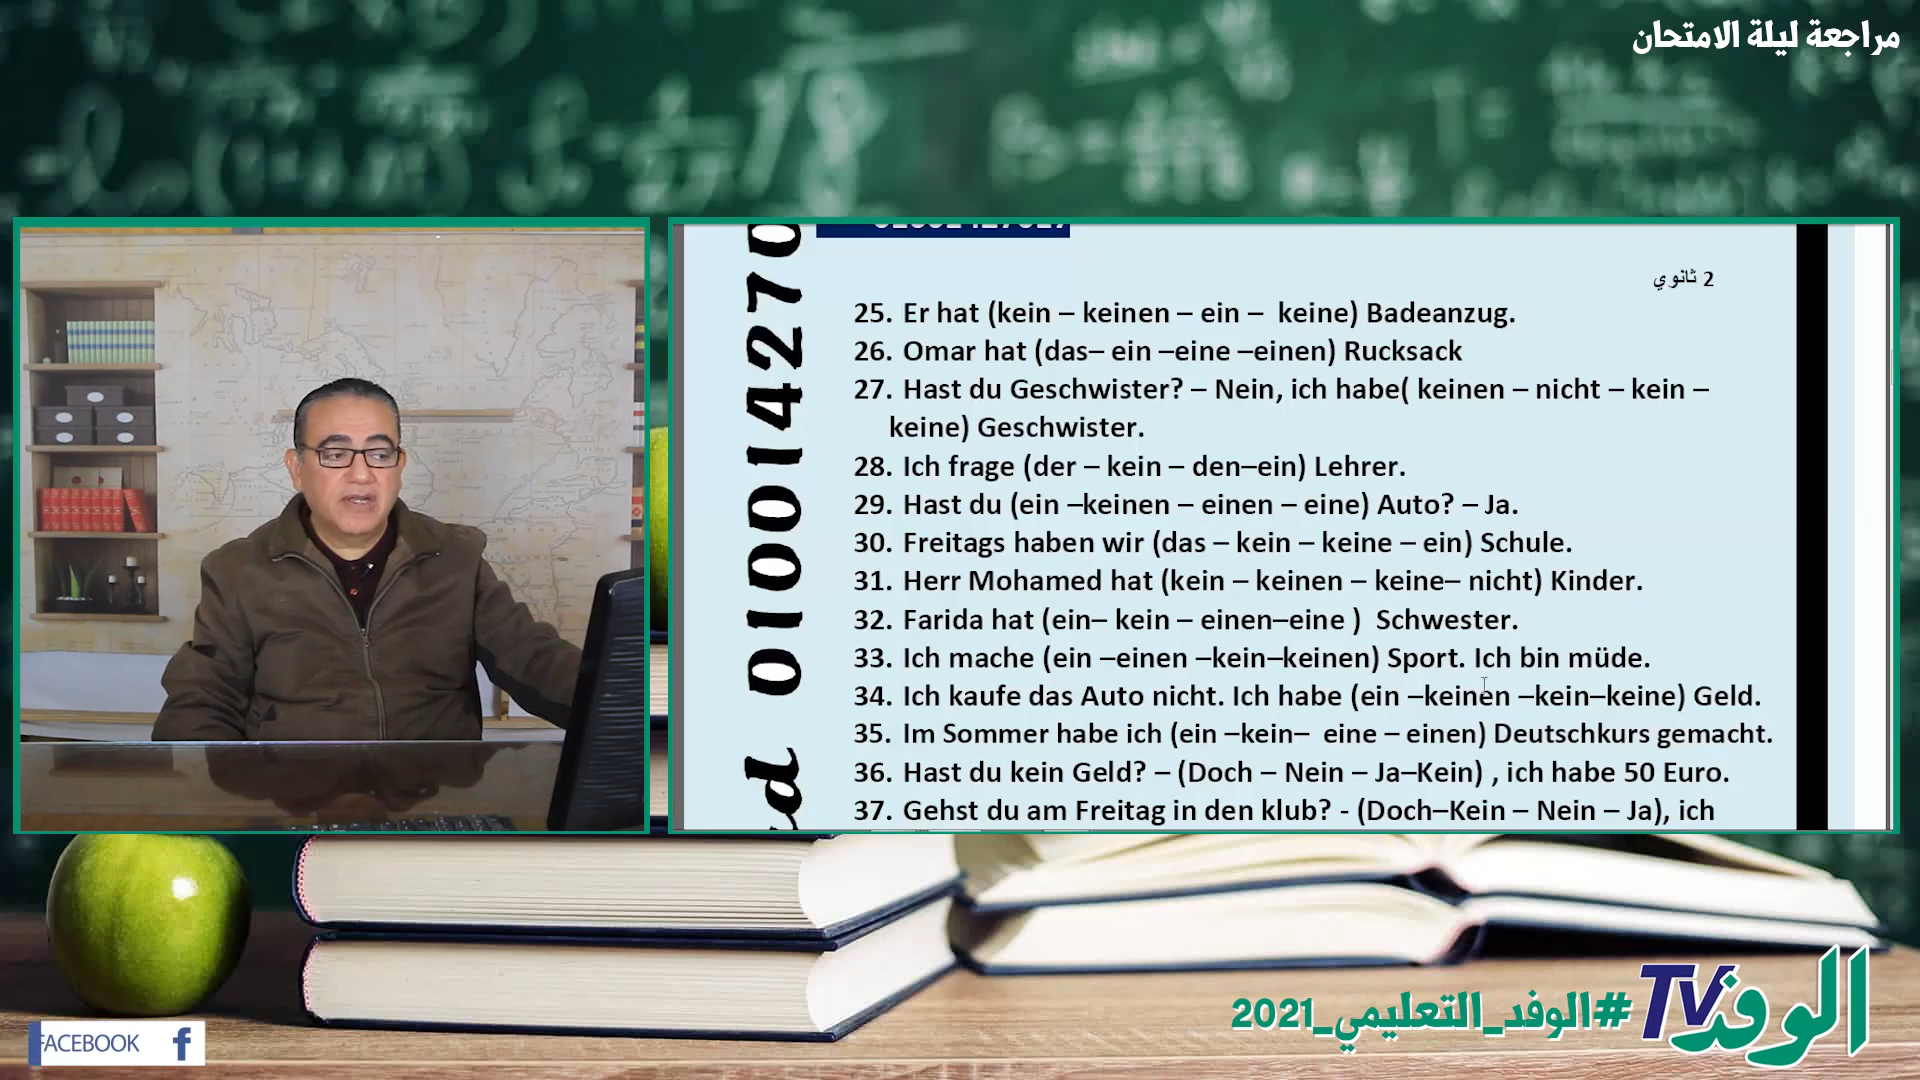 مراجعة ليلة الامتحان
2 ثانوي
25. Er hat (kein – keinen – ein – keine) Badeanzug.
26. Omar hat (das– ein –eine –einen) Rucksack
27. Hast du Geschwister? – Nein, ich habe( keinen – nicht – kein –
keine) Geschwister.
28. Ich frage (der – kein – den–ein) Lehrer.
29. Hast du (ein –keinen – einen – eine) Auto? – Ja.
30. Freitags haben wir (das – kein – keine – ein) Schule.
31. Herr Mohamed hat (kein – keinen – keine– nicht) Kinder.
32. Farida hat (ein– kein – einen–eine ) Schwester.
33. Ich mache (ein –einen –kein–keinen) Sport. Ich bin müde.
34. Ich kaufe das Auto nicht. Ich habe (ein –keinen –kein–keine) Geld.
35. Im Sommer habe ich (ein –kein– eine – einen) Deutschkurs gemacht.
36. Hast du kein Geld? – (Doch – Nein – Ja–Kein) , ich habe 50 Euro.
37. Gehst du am Freitag in den klub? - (Doch–Kein – Nein – Ja), ich
010014270
#الوفد_التعليمي_2021
الوفد TV
FACEBOOK f